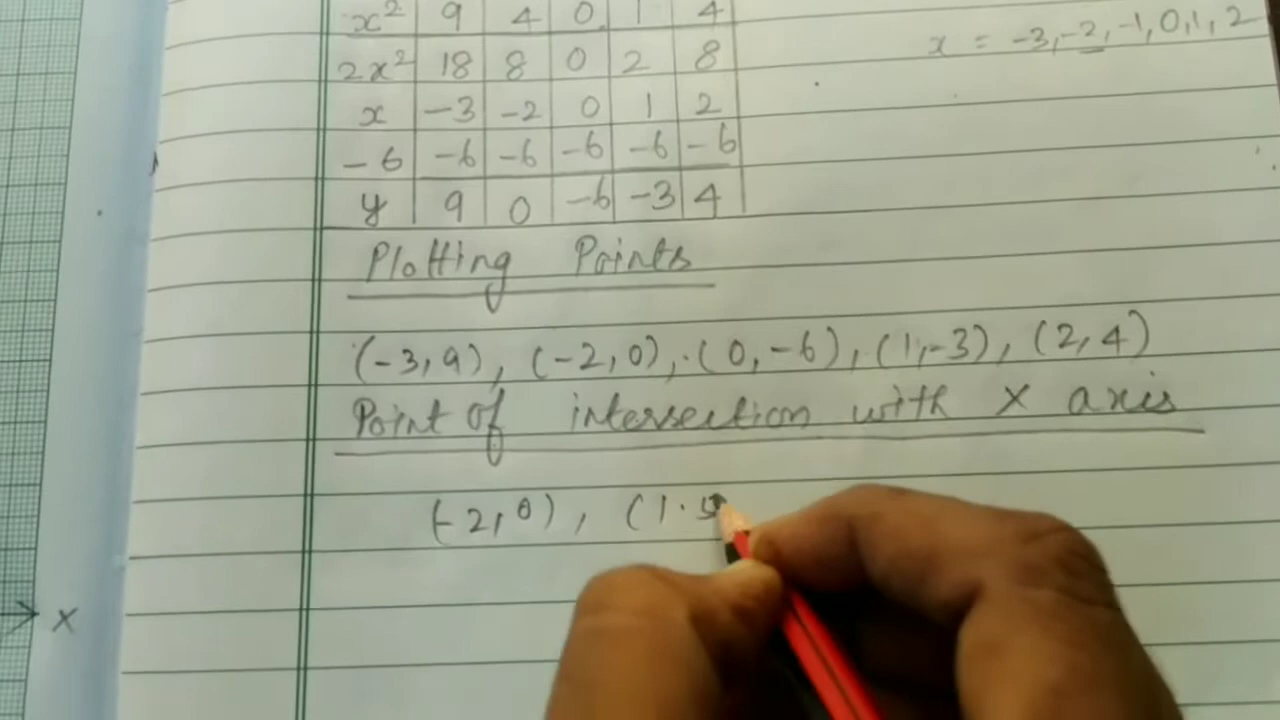 x² 9 4 0 1 4
x = -3, -2, -1, 0, 1, 2
2x² 18 8 0 2 8
x -3 -2 0 1 2
-6 -6 -6 -6 -6 -6
y 9 0 -6 -3 4
Plotting Points
(-3, 9), (-2, 0), (0, -6), (1, -3), (2, 4)
Point of intersection with X axis
(-2, 0), (1.5
X